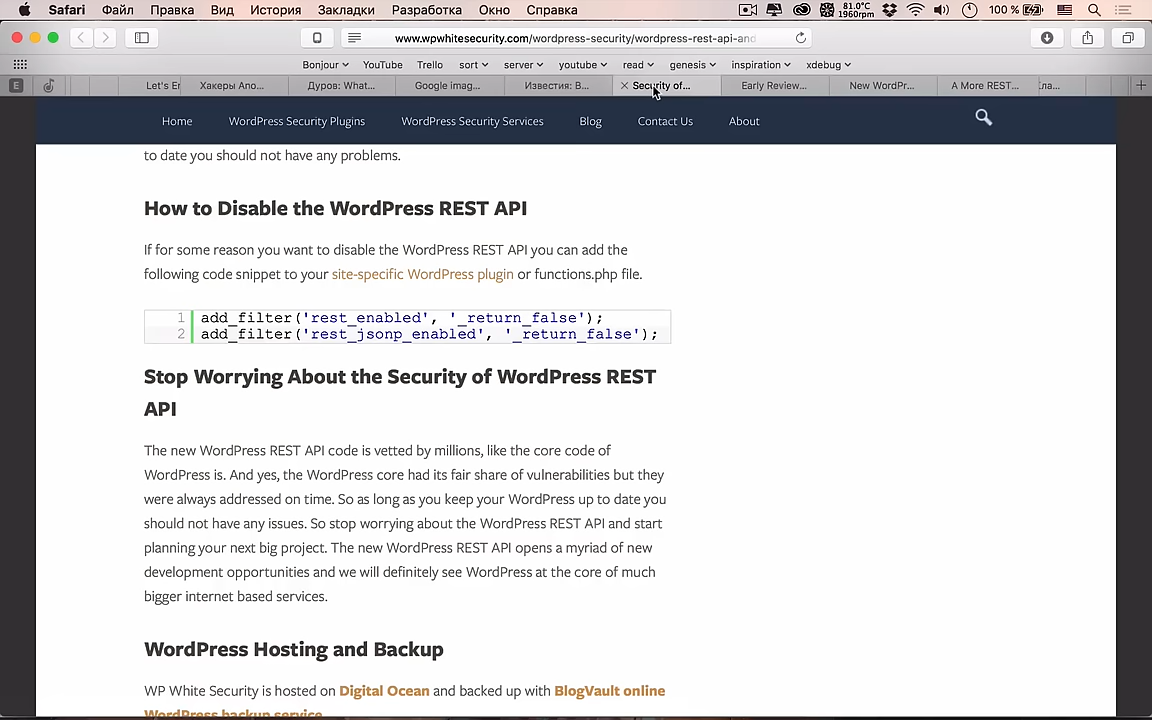 Safari Файл Правка Вид История Закладки Разработка Окно Справка 81.0°C 1960rpm 100 %
www.wpwhitesecurity.com/wordpress-security/wordpress-rest-api-and
Bonjour YouTube Trello sort server youtube read genesis inspiration xdebug
E Let's Er Хакеры Апо... Дуров: What... Google imag... Известия: В... Security of... Early Review... New WordPr... A More REST... Кла...
Home WordPress Security Plugins WordPress Security Services Blog Contact Us About
to date you should not have any problems.
How to Disable the WordPress REST API
If for some reason you want to disable the WordPress REST API you can add the
following code snippet to your site-specific WordPress plugin or functions.php file.
1 add_filter('rest_enabled', '_return_false');
2 add_filter('rest_jsonp_enabled', '_return_false');
Stop Worrying About the Security of WordPress REST
API
The new WordPress REST API code is vetted by millions, like the core code of
WordPress is. And yes, the WordPress core had its fair share of vulnerabilities but they
were always addressed on time. So as long as you keep your WordPress up to date you
should not have any issues. So stop worrying about the WordPress REST API and start
planning your next big project. The new WordPress REST API opens a myriad of new
development opportunities and we will definitely see WordPress at the core of much
bigger internet based services.
WordPress Hosting and Backup
WP White Security is hosted on Digital Ocean and backed up with BlogVault online
WordPress backup service